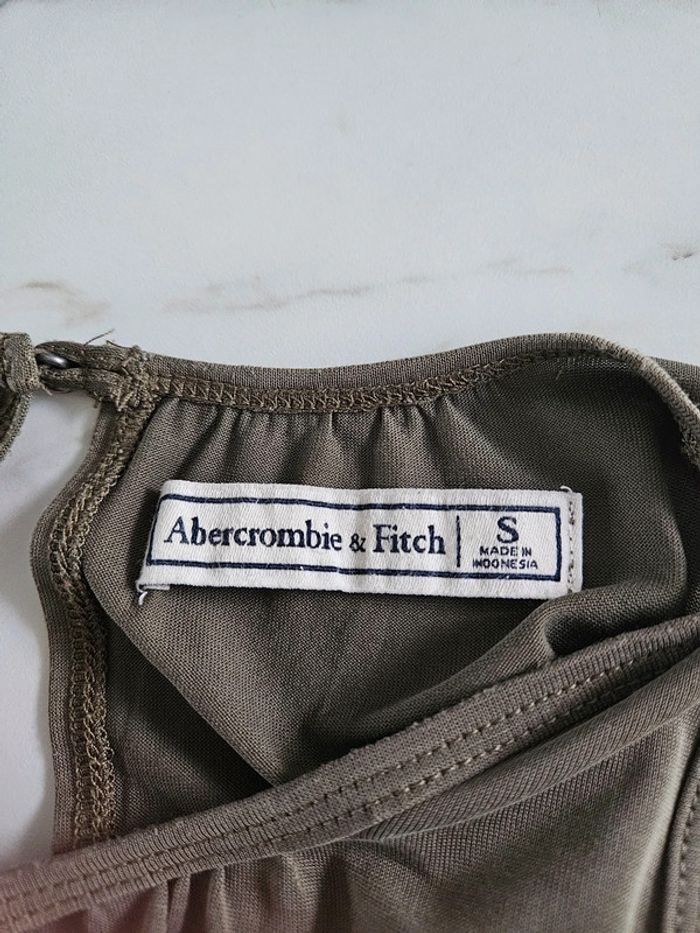 Abercrombie & Fitch
S
MADE IN
INDONESIA